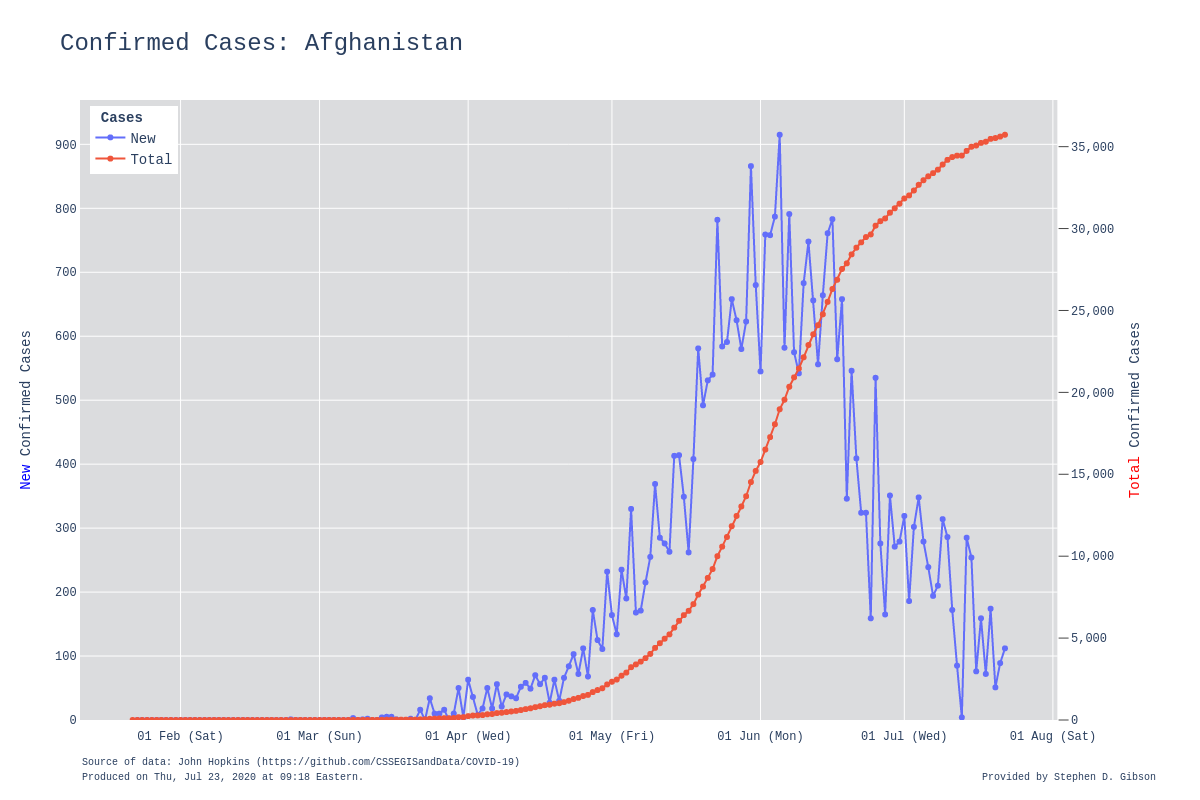 Confirmed Cases: Afghanistan
Cases
New
Total
900
800
700
600
500
400
300
200
100
0
New Confirmed Cases
35,000
30,000
25,000
20,000
15,000
10,000
5,000
0
Total Confirmed Cases
01 Feb (Sat)
01 Mar (Sun)
01 Apr (Wed)
01 May (Fri)
01 Jun (Mon)
01 Jul (Wed)
01 Aug (Sat)
Source of data: John Hopkins (https://github.com/CSSEGISandData/COVID-19)
Produced on Thu, Jul 23, 2020 at 09:18 Eastern.
Provided by Stephen D. Gibson